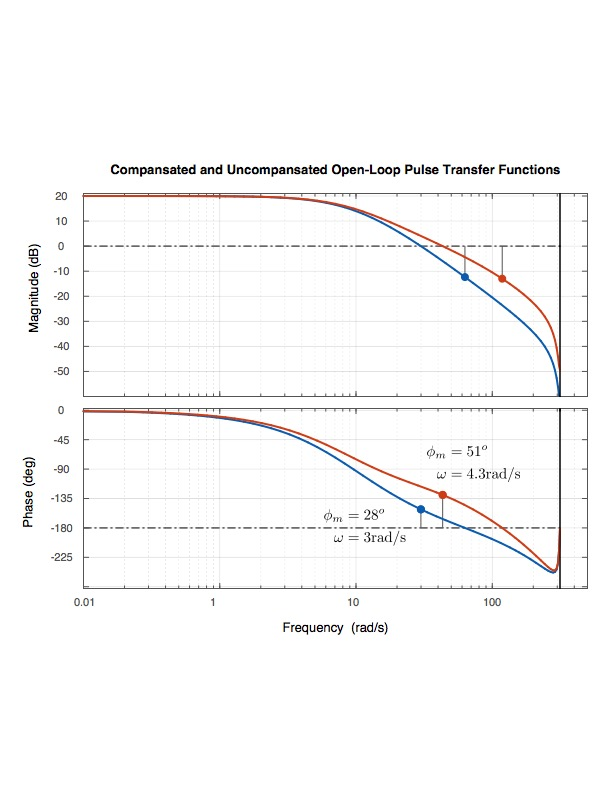 Compansated and Uncompansated Open-Loop Pulse Transfer Functions
20
10
0
-10
-20
-30
-40
-50
Magnitude (dB)
0
-45
-90
-135
-180
-225
Phase (deg)
ϕₘ = 51ᵒ
ω = 4.3rad/s
ϕₘ = 28ᵒ
ω = 3rad/s
0.01 1 10 100
Frequency (rad/s)